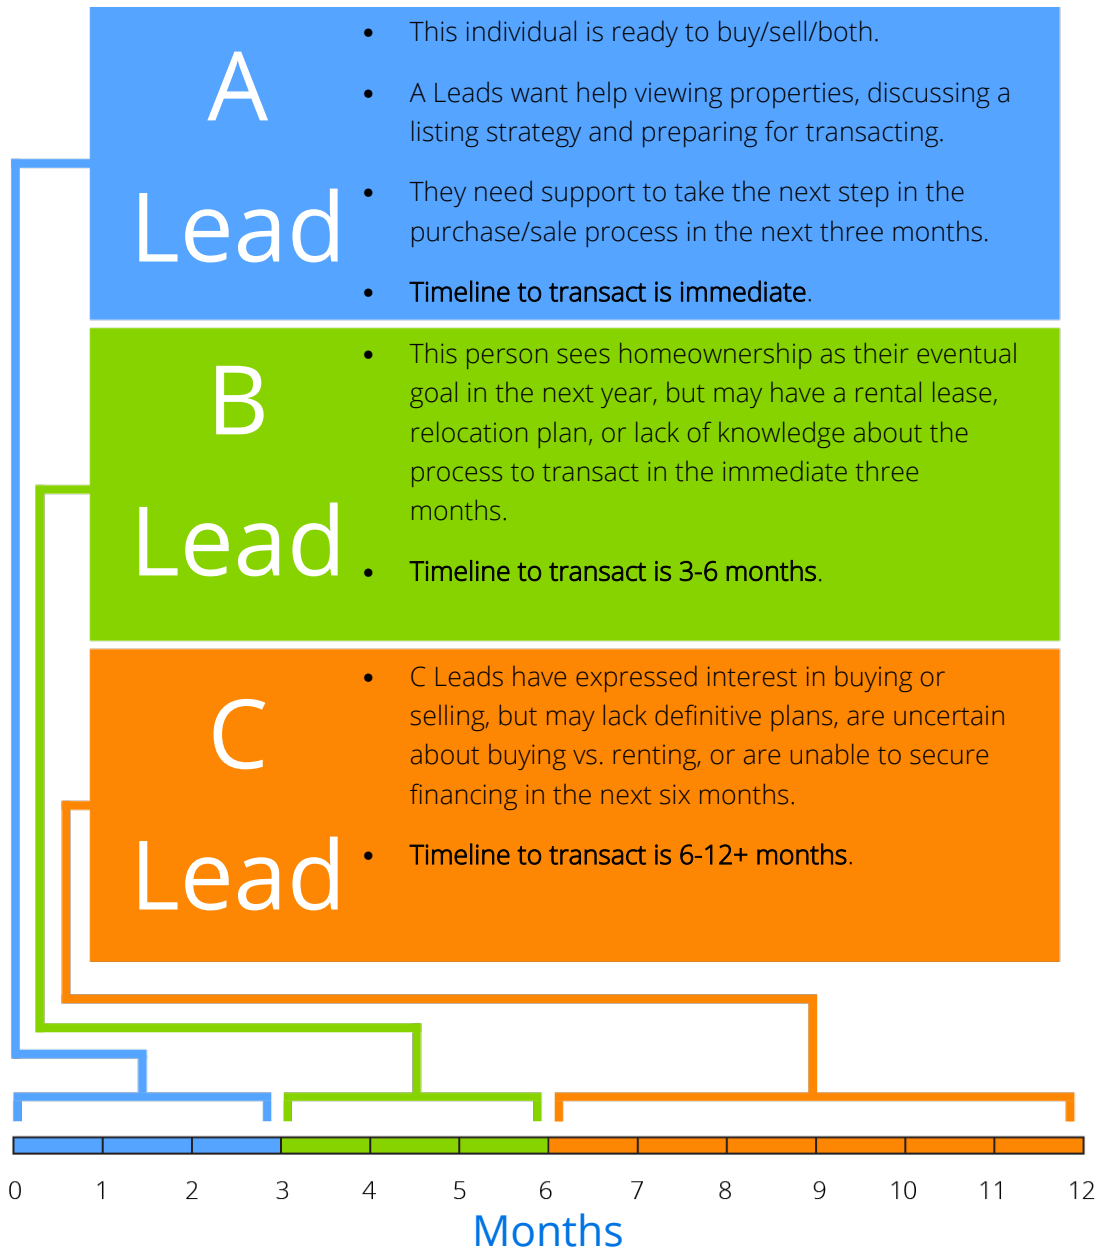 A
Lead
• This individual is ready to buy/sell/both.
• A Leads want help viewing properties, discussing a
listing strategy and preparing for transacting.
• They need support to take the next step in the
purchase/sale process in the next three months.
• Timeline to transact is immediate.
B
Lead
• This person sees homeownership as their eventual
goal in the next year, but may have a rental lease,
relocation plan, or lack of knowledge about the
process to transact in the immediate three
months.
• Timeline to transact is 3-6 months.
C
Lead
• C Leads have expressed interest in buying or
selling, but may lack definitive plans, are uncertain
about buying vs. renting, or are unable to secure
financing in the next six months.
• Timeline to transact is 6-12+ months.
0 1 2 3 4 5 6 7 8 9 10 11 12
Months